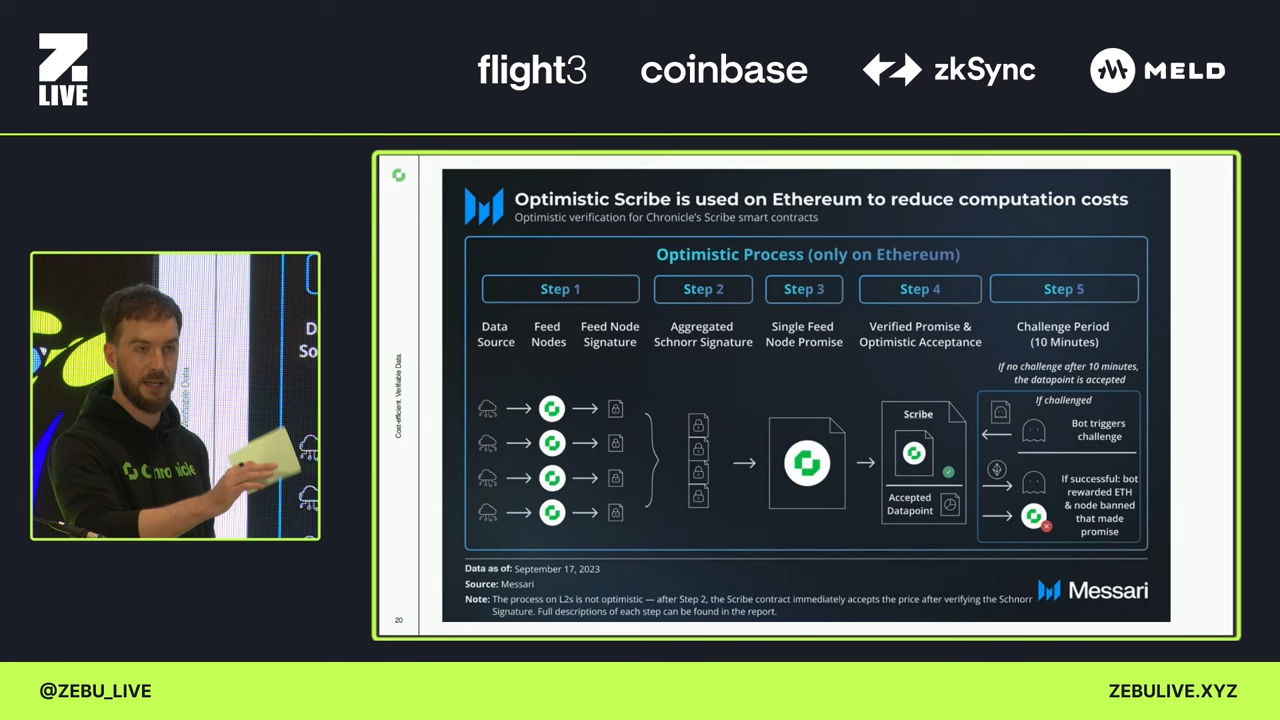 Z.
LIVE
flight3
coinbase
zkSync
MELD
Optimistic Scribe is used on Ethereum to reduce computation costs
Optimistic verification for Chronicle's Scribe smart contracts
Optimistic Process (only on Ethereum)
Step 1
Step 2
Step 3
Step 4
Step 5
Data
Source
Feed
Nodes
Feed Node
Signature
Aggregated
Schnorr Signature
Single Feed
Node Promise
Verified Promise &
Optimistic Acceptance
Challenge Period
(10 Minutes)
If no challenge after 10 minutes,
the datapoint is accepted
If challenged
Bot triggers
challenge
If successful: bot
rewarded ETH
& node banned
that made
promise
Scribe
Accepted
Datapoint
Data as of: September 17, 2023
Source: Messari
Note: The process on L2s is not optimistic — after Step 2, the Scribe contract immediately accepts the price after verifying the Schnorr
Signature. Full descriptions of each step can be found in the report.
Messari
Cost-efficient. Verifiable Data.
20
Verifiable Data
D
So
Chronicle
@ZEBU_LIVE
ZEBULIVE.XYZ